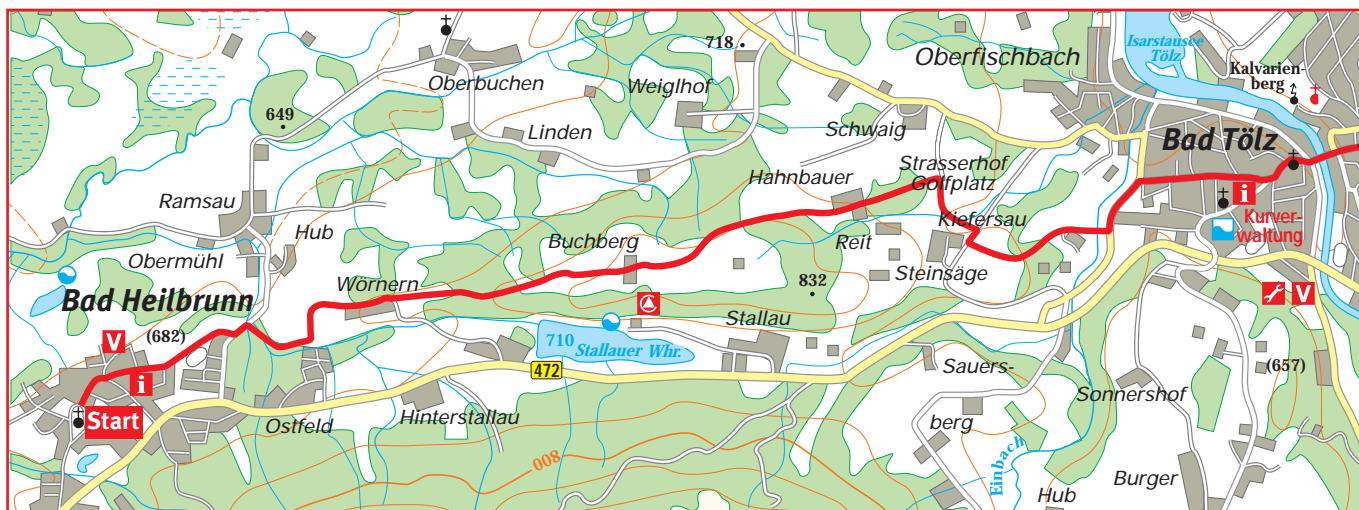 Isarstausee
Tölz
718
Oberfischbach
Kalvarien-
berg
Oberbuchen
Weiglhof
649
Linden
Schwaig
Bad Tölz
Strasserhof
Golfplatz
Hahnbauer
Ramsau
i
Kiefersau
Kurver-
waltung
Hub
Buchberg
Reit
Obermühl
Steinsäge
Wörnern
832
V
Bad Heilbrunn
(682)
Stallau
V
710
Stallauer Whr.
472
Sauers-
(657)
i
Sonnershof
Start
Hinterstallau
Ostfeld
berg
Einbach
800
Burger
Hub